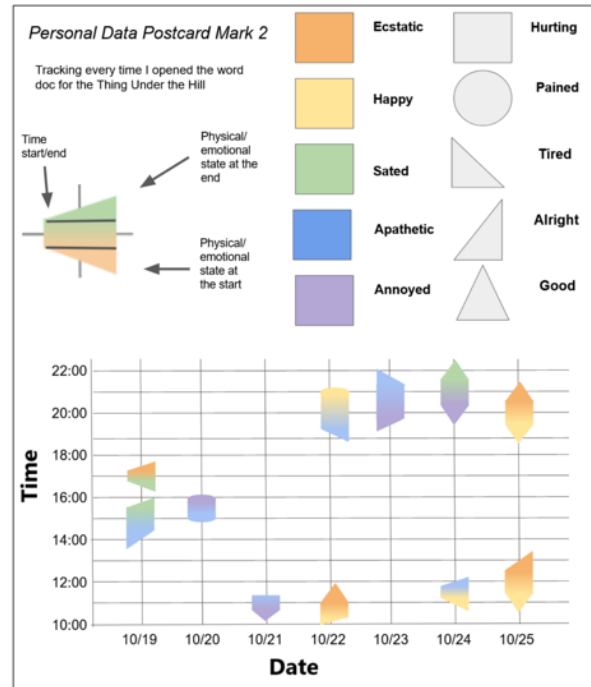 Personal Data Postcard Mark 2
Tracking every time I opened the word
doc for the Thing Under the Hill
Time
start/end
Physical/
emotional
state at the
end
Physical/
emotional
state at
the start
Ecstatic
Happy
Sated
Apathetic
Annoyed
Hurting
Pained
Tired
Alright
Good
Time
22:00
20:00
18:00
16:00
14:00
12:00
10:00
10/19 10/20 10/21 10/22 10/23 10/24 10/25
Date